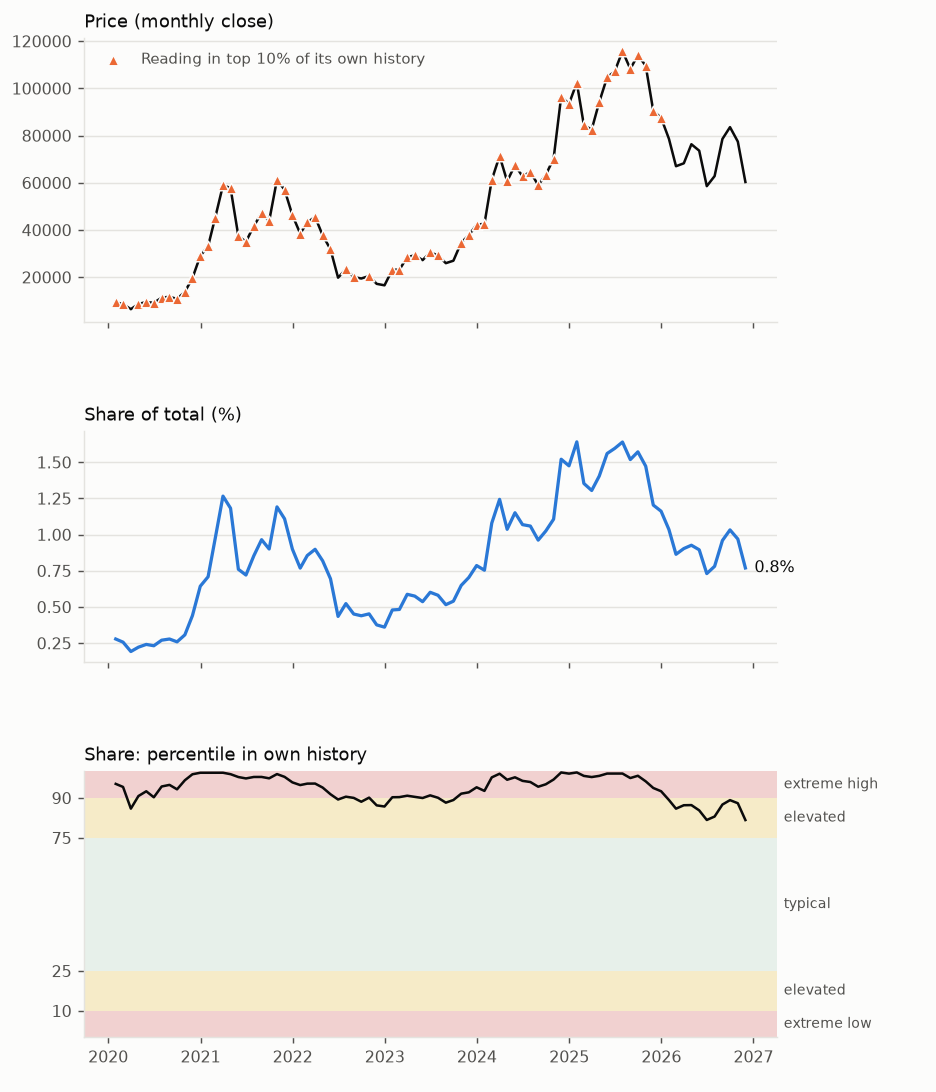 Price (monthly close)
120000
Reading in top 10% of its own history
100000
80000
60000
40000
20000
Share of total (%)
1.50
1.25
1.00
0.75
0.8%
0.50
0.25
Share: percentile in own history
extreme high
90
elevated
75
typical
25
elevated
10
extreme low
2020 2021 2022 2023 2024 2025 2026 2027